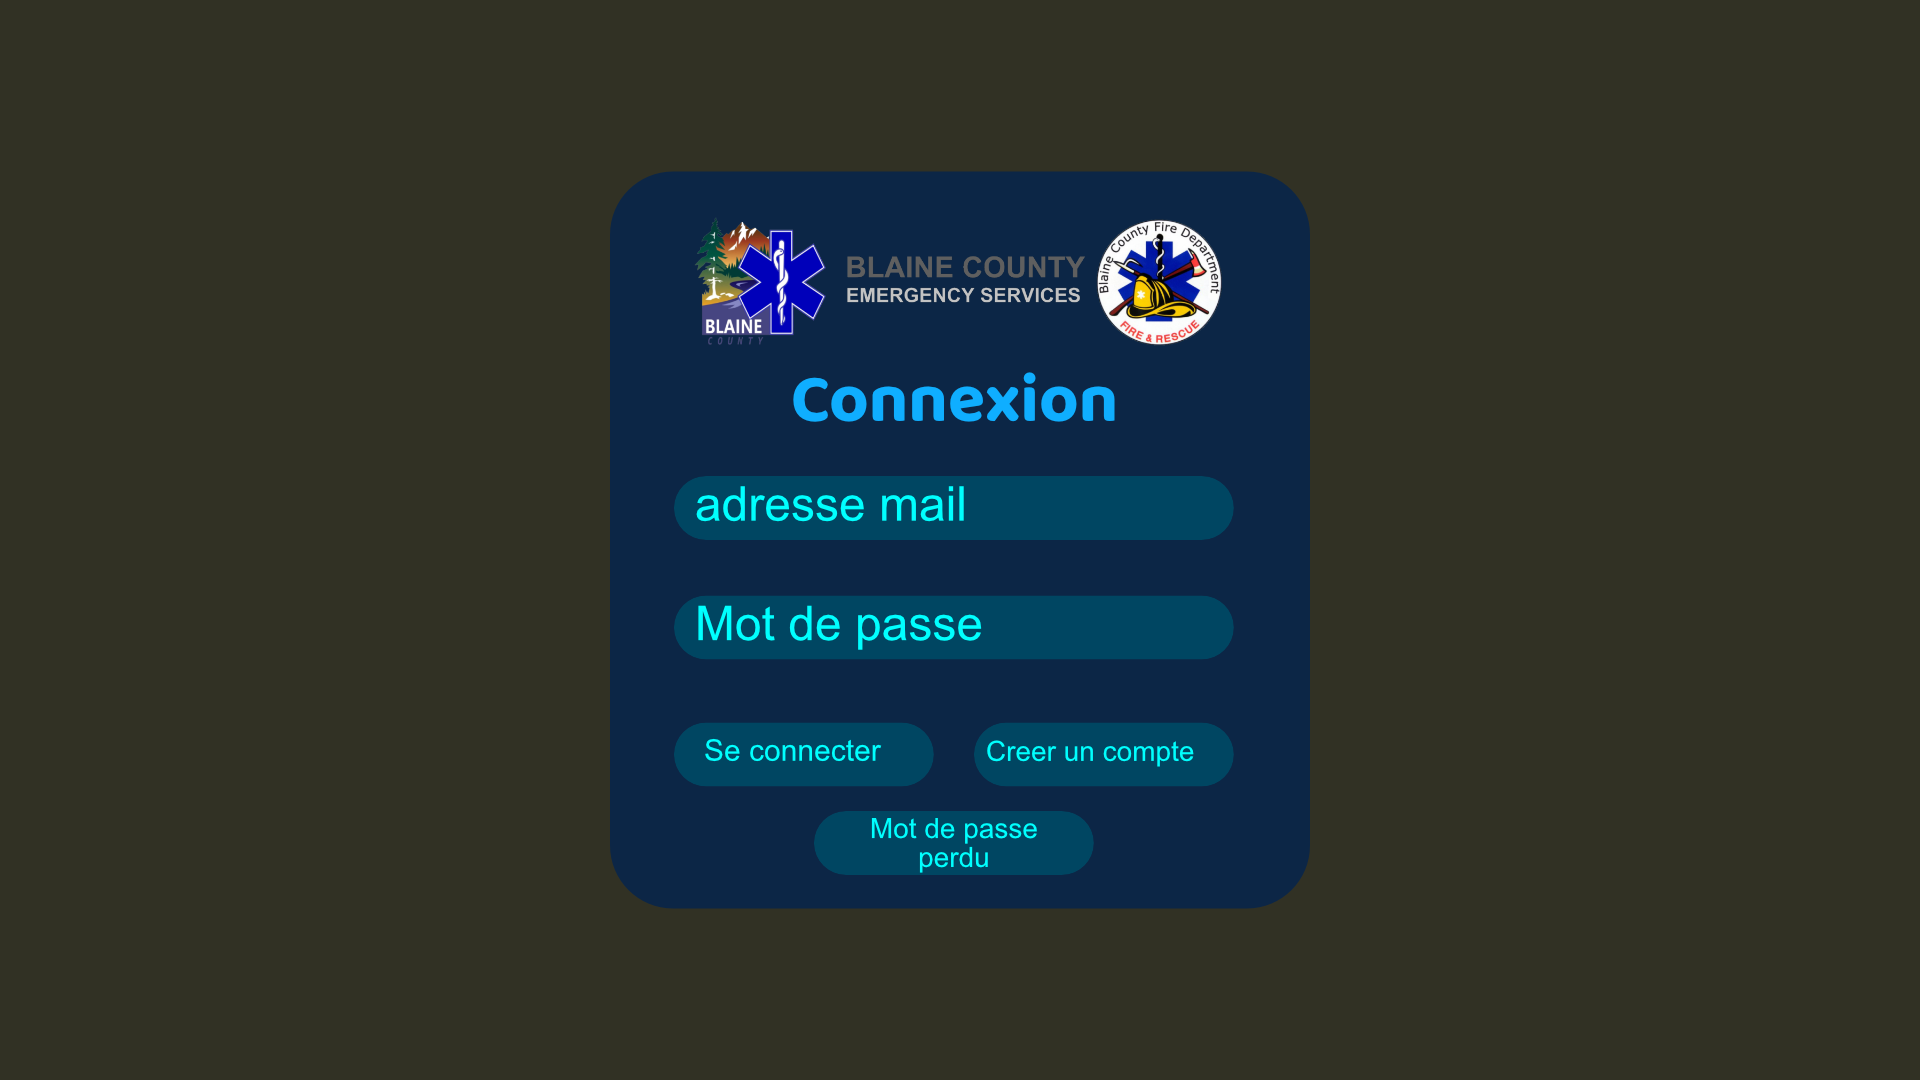 BLAINE
COUNTY
BLAINE COUNTY
EMERGENCY SERVICES
Blaine County Fire Department
FIRE & RESCUE
Connexion
adresse mail
Mot de passe
Se connecter
Creer un compte
Mot de passe
perdu